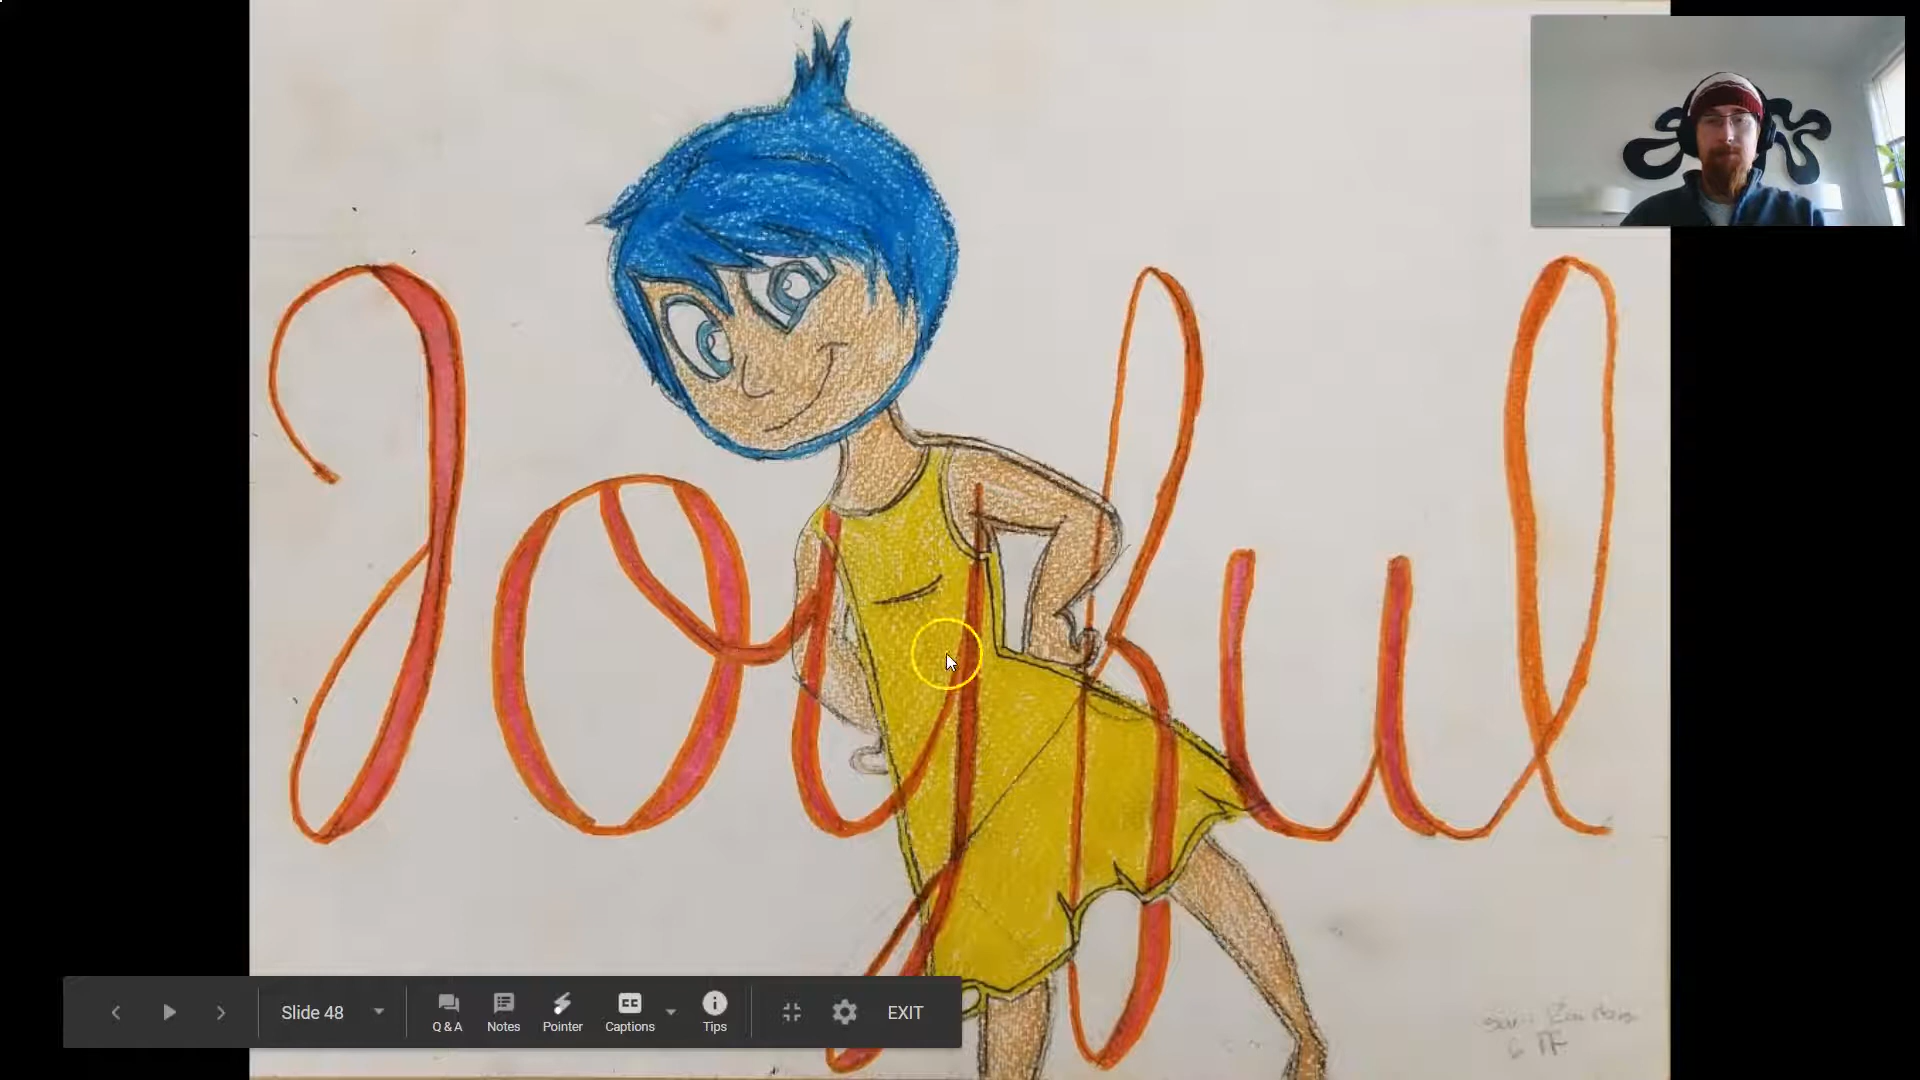 Joyful
Slide 48
Q & A
Notes
Pointer
Captions
Tips
EXIT